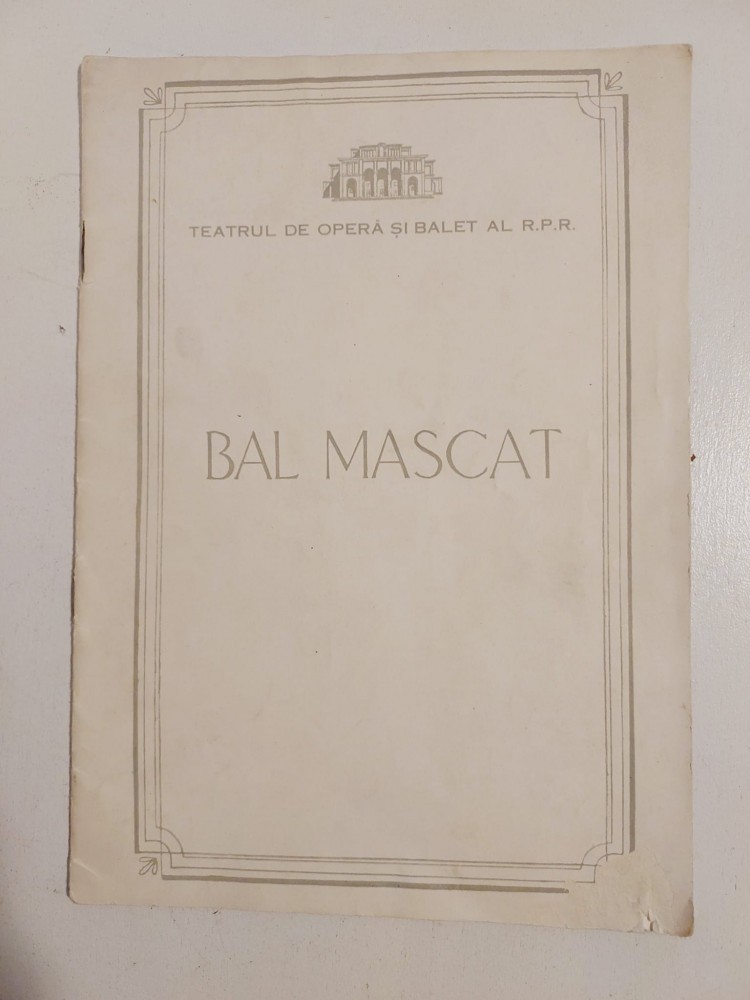 TEATRUL DE OPERĂ ȘI BALET AL R.P.R.
BAL MASCAT